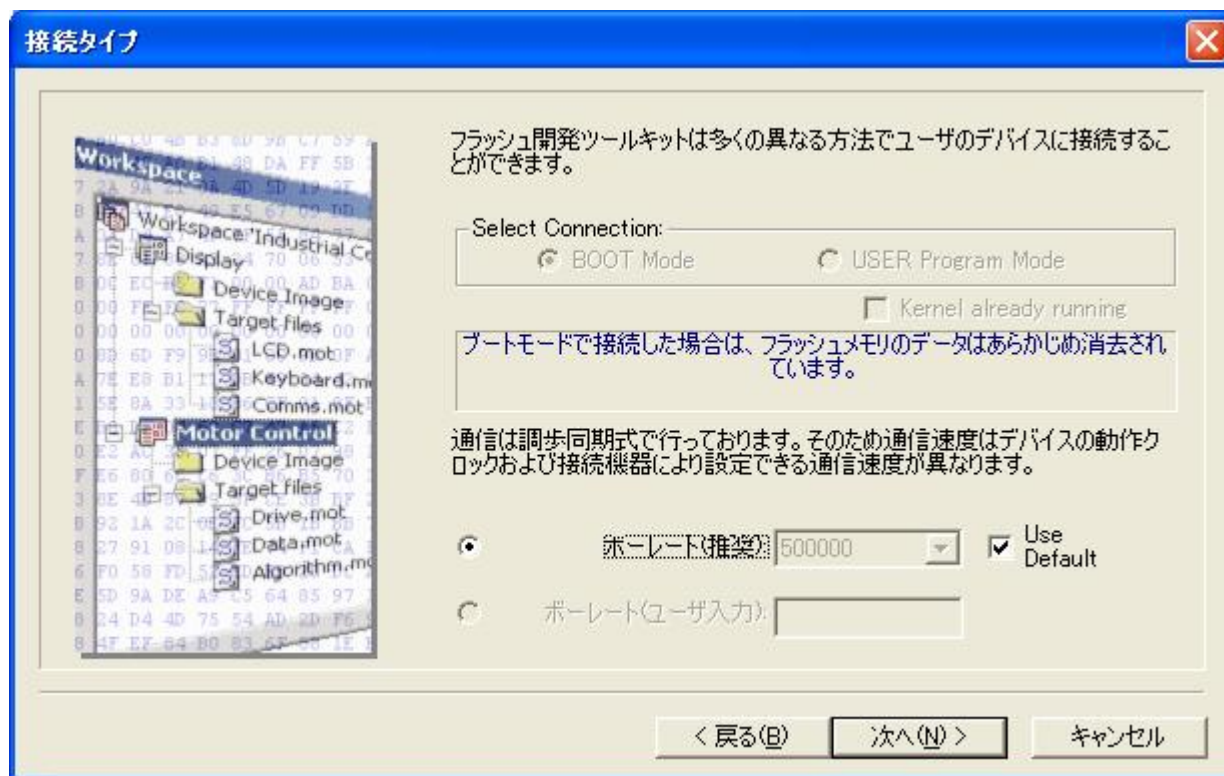 接続タイプ
Workspace
Workspace 'Industrial Co
Display
Device Image
Target files
LCD.mot
Keyboard.mo
Comms.mot
Motor Control
Device Image
Target files
Drive.mot
Data.mot
Algorithm.mo
フラッシュ開発ツールキットは多くの異なる方法でユーザのデバイスに接続するこ
とができます。
Select Connection:
BOOT Mode
USER Program Mode
Kernel already running
ブートモードで接続した場合は、フラッシュメモリのデータはあらかじめ消去され
ています。
通信は調歩同期式で行っております。そのため通信速度はデバイスの動作ク
ロックおよび接続機器により設定できる通信速度が異なります。
ボーレート(推奨): 500000
Use
Default
ボーレート(ユーザ入力):
< 戻る(B)
次へ(N) >
キャンセル